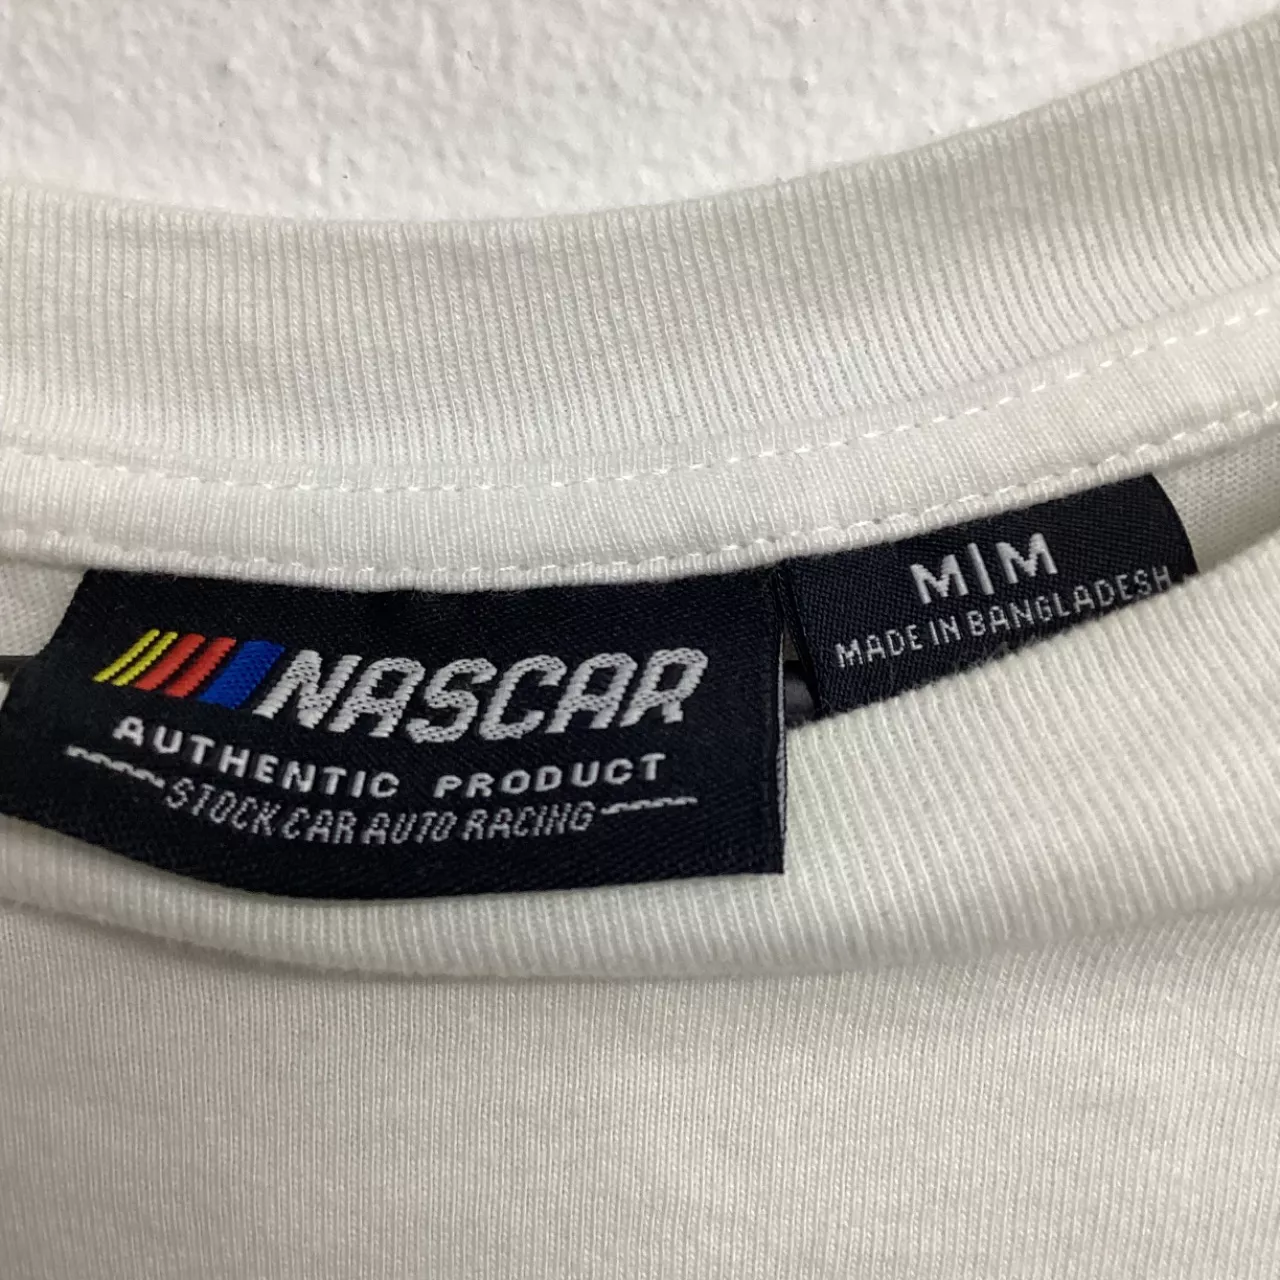 NASCAR
AUTHENTIC PRODUCT
STOCK CAR AUTO RACING
M|M
MADE IN BANGLADESH